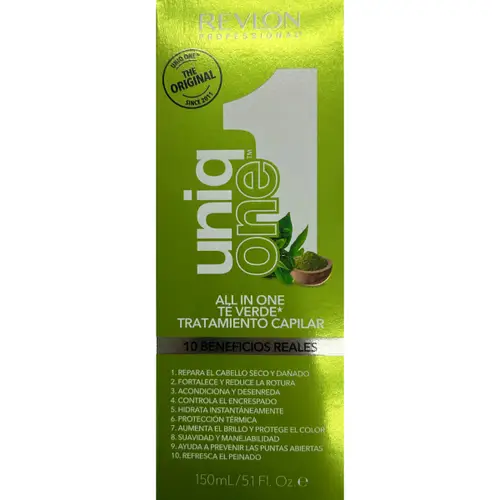 REVLON
PROFESSIONAL
UNIQ ONE™
THE
ORIGINAL
SINCE 2011
1
uniq
one™
ALL IN ONE
TÉ VERDE*
TRATAMIENTO CAPILAR
10 BENEFICIOS REALES
1. REPARA EL CABELLO SECO Y DAÑADO
2. FORTALECE Y REDUCE LA ROTURA
3. ACONDICIONA Y DESENREDA
4. CONTROLA EL ENCRESPADO
5. HIDRATA INSTANTÁNEAMENTE
6. PROTECCIÓN TÉRMICA
7. AUMENTA EL BRILLO Y PROTEGE EL COLOR
8. SUAVIDAD Y MANEJABILIDAD
9. AYUDA A PREVENIR LAS PUNTAS ABIERTAS
10. REFRESCA EL PEINADO
150mL/5.1 FL. Oz.℮